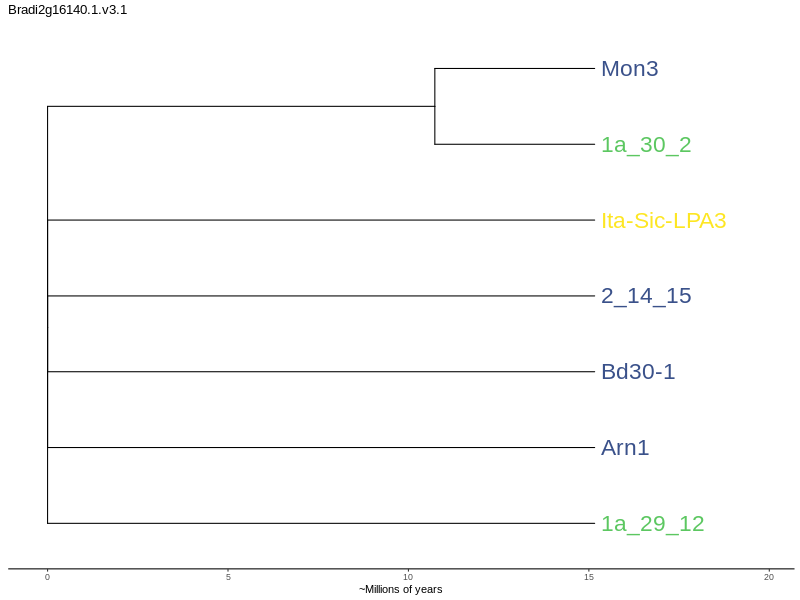 Bradi2g16140.1.v3.1
Mon3
1a_30_2
Ita-Sic-LPA3
2_14_15
Bd30-1
Arn1
1a_29_12
0 5 10 15 20
~Millions of years